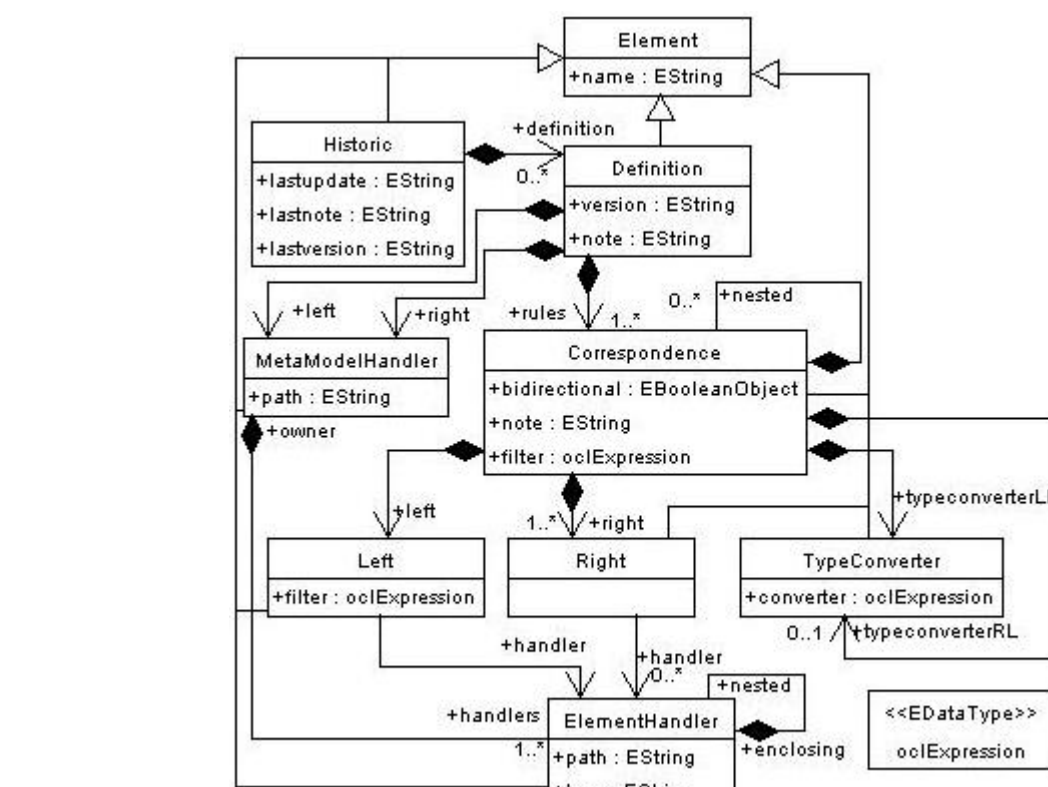 Element
+name : EString
Historic
+lastupdate : EString
+lastnote : EString
+lastversion : EString
+definition
0..*
Definition
+version : EString
+note : EString
+left
+right
+rules
1..*
0..*
+nested
MetaModelHandler
+path : EString
+owner
Correspondence
+bidirectional : EBooleanObject
+note : EString
+filter : oclExpression
+left
1..*
+right
Left
+filter : oclExpression
Right
TypeConverter
+converter : oclExpression
0..1
+typeconverterRL
+handler
+handler
0..*
+nested
+handlers
1..*
ElementHandler
+path : EString
+enclosing
<<EDataType>>
oclExpression